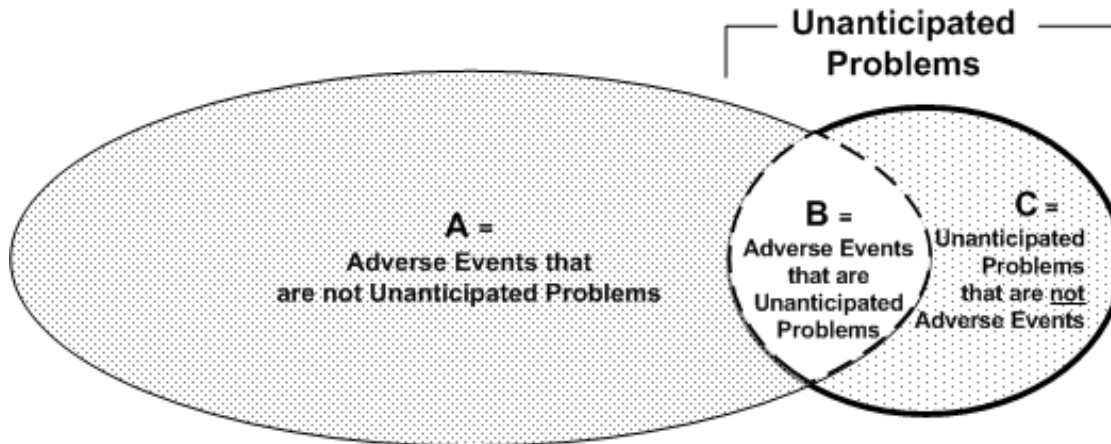 Unanticipated
Problems
A =
Adverse Events that
are not Unanticipated Problems
B =
Adverse Events
that are
Unanticipated
Problems
C =
Unanticipated
Problems
that are not
Adverse Events